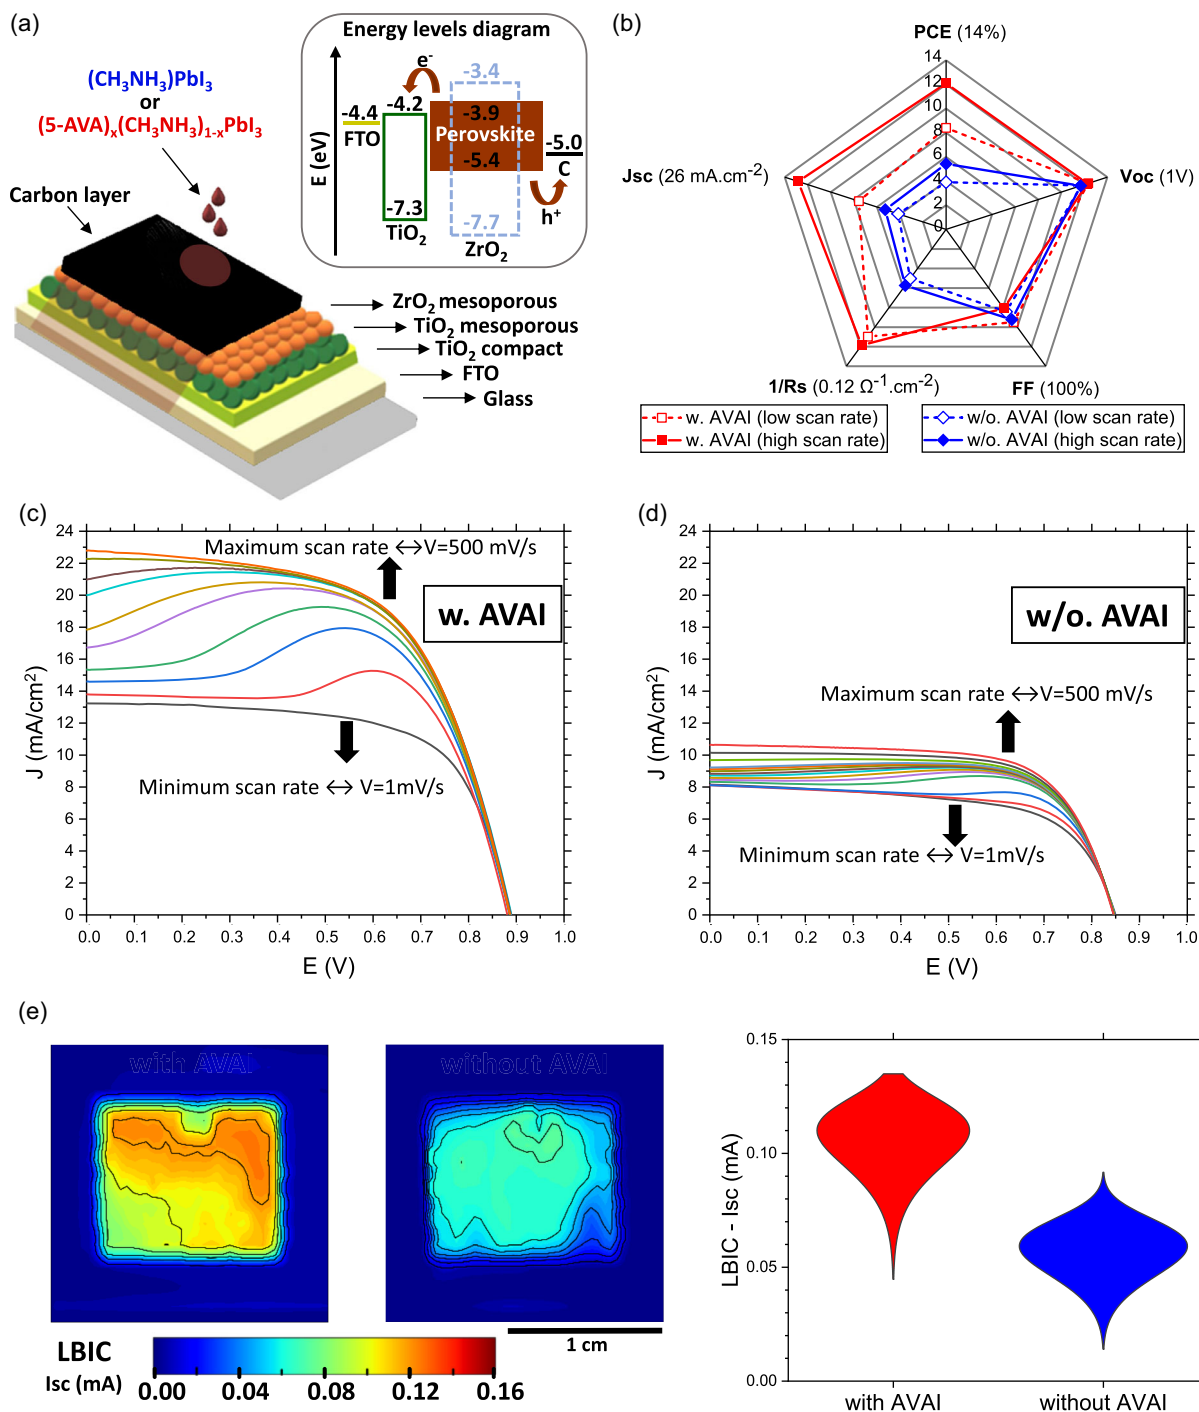 (a)
(CH₃NH₃)PbI₃
or
(5-AVA)ₓ(CH₃NH₃)₁₋ₓPbI₃
Carbon layer
Energy levels diagram
E (eV)
e⁻
-3.4
-4.4
-4.2
-3.9
FTO
Perovskite
-5.4
-5.0
C
h⁺
-7.3
TiO₂
-7.7
ZrO₂
ZrO₂ mesoporous
TiO₂ mesoporous
TiO₂ compact
FTO
Glass
(b)
PCE (14%)
14
12
10
8
6
4
2
0
Jsc (26 mA.cm⁻²)
Voc (1V)
1/Rs (0.12 Ω⁻¹.cm⁻²)
FF (100%)
w. AVAI (low scan rate)
w. AVAI (high scan rate)
w/o. AVAI (low scan rate)
w/o. AVAI (high scan rate)
(c)
24
22
20
18
16
14
12
10
8
6
4
2
0
J (mA/cm²)
Maximum scan rate ↔V=500 mV/s
w. AVAI
Minimum scan rate ↔ V=1mV/s
0.0 0.1 0.2 0.3 0.4 0.5 0.6 0.7 0.8 0.9 1.0
E (V)
(d)
24
22
20
18
16
14
12
10
8
6
4
2
0
J (mA/cm²)
w/o. AVAI
Maximum scan rate ↔V=500 mV/s
Minimum scan rate ↔ V=1mV/s
0.0 0.1 0.2 0.3 0.4 0.5 0.6 0.7 0.8 0.9 1.0
E (V)
(e)
with AVAI
without AVAI
1 cm
LBIC
Isc (mA)
0.00 0.04 0.08 0.12 0.16
0.15
0.10
0.05
0.00
LBIC - Isc (mA)
with AVAI
without AVAI